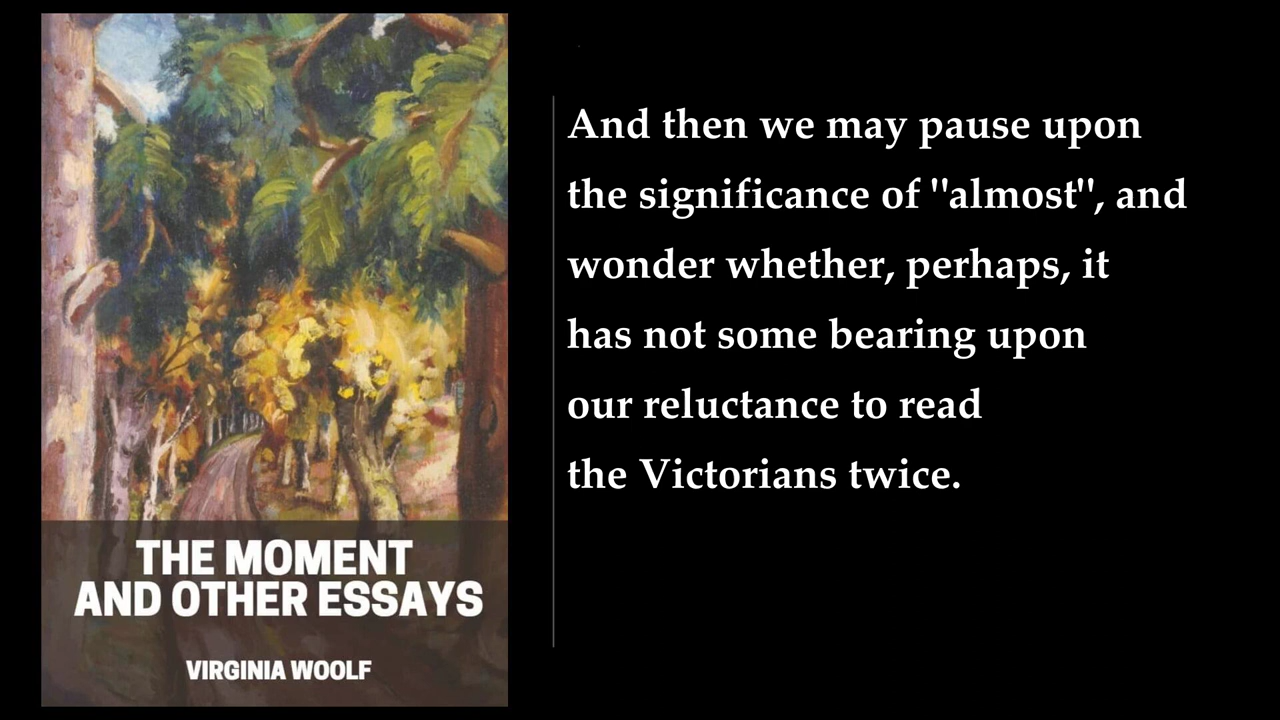 THE MOMENT
AND OTHER ESSAYS
VIRGINIA WOOLF
And then we may pause upon
the significance of "almost", and
wonder whether, perhaps, it
has not some bearing upon
our reluctance to read
the Victorians twice.